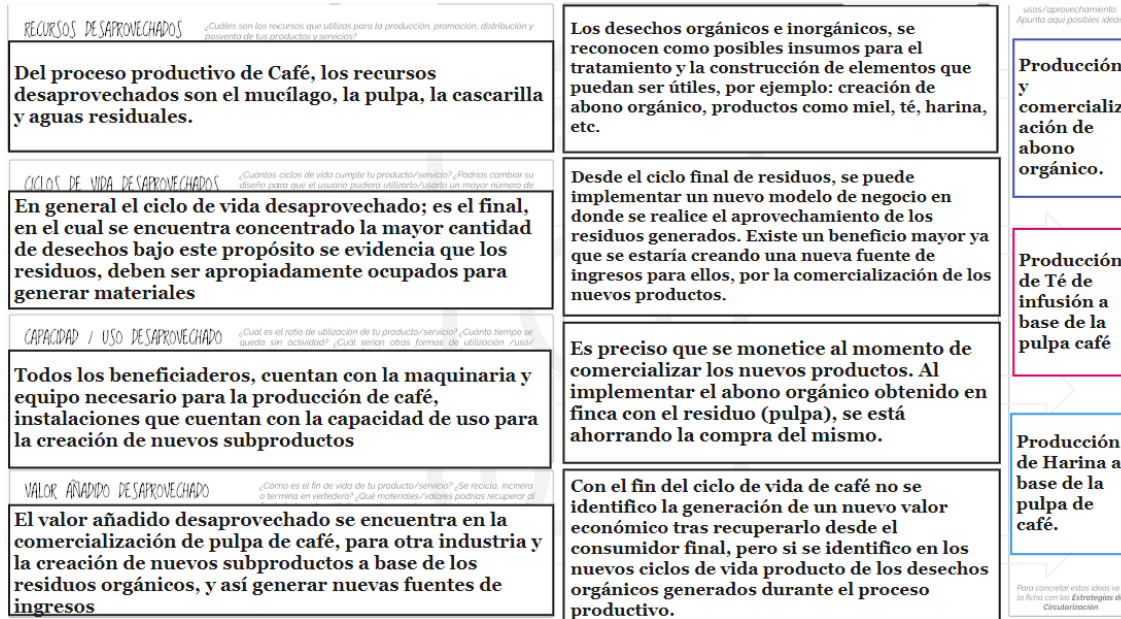 RECURSOS DESAPROVECHADOS
¿Cuáles son los recursos que utilizas para la producción, promoción, distribución y
posventa de tus productos y servicios?
Del proceso productivo de Café, los recursos
desaprovechados son el mucílago, la pulpa, la cascarilla
y aguas residuales.
Los desechos orgánicos e inorgánicos, se
reconocen como posibles insumos para el
tratamiento y la construcción de elementos que
puedan ser útiles, por ejemplo: creación de
abono orgánico, productos como miel, té, harina,
etc.
usos/aprovechamiento.
Apunta aquí posibles ideas
Producción
y
comercializ
ación de
abono
orgánico.
CICLOS DE VIDA DESAPROVECHADOS
¿Cuántos ciclos de vida cumple tu producto/servicio? ¿Podrías cambiar su
diseño para que el usuario pudiera utilizarlo/usarlo un mayor número de
En general el ciclo de vida desaprovechado; es el final,
en el cual se encuentra concentrado la mayor cantidad
de desechos bajo este propósito se evidencia que los
residuos, deben ser apropiadamente ocupados para
generar materiales
Desde el ciclo final de residuos, se puede
implementar un nuevo modelo de negocio en
donde se realice el aprovechamiento de los
residuos generados. Existe un beneficio mayor ya
que se estaría creando una nueva fuente de
ingresos para ellos, por la comercialización de los
nuevos productos.
Producción
de Té de
infusión a
base de la
pulpa café
CAPACIDAD / USO DESAPROVECHADO
¿Cuál es el ratio de utilización de tu producto/servicio? ¿Cuánto tiempo se
queda sin actividad? ¿Cuál serían otras formas de utilización /uso/
Todos los beneficiaderos, cuentan con la maquinaria y
equipo necesario para la producción de café,
instalaciones que cuentan con la capacidad de uso para
la creación de nuevos subproductos
Es preciso que se monetice al momento de
comercializar los nuevos productos. Al
implementar el abono orgánico obtenido en
finca con el residuo (pulpa), se está
ahorrando la compra del mismo.
Producción
de Harina a
base de la
pulpa de
café.
VALOR AÑADIDO DESAPROVECHADO
¿Cómo es el fin de vida de tu producto/servicio? ¿Se recicla, incinera
o termina en vertedero? ¿Qué materiales/valores podrías recuperar al
El valor añadido desaprovechado se encuentra en la
comercialización de pulpa de café, para otra industria y
la creación de nuevos subproductos a base de los
residuos orgánicos, y así generar nuevas fuentes de
ingresos
Con el fin del ciclo de vida de café no se
identifico la generación de un nuevo valor
económico tras recuperarlo desde el
consumidor final, pero si se identifico en los
nuevos ciclos de vida producto de los desechos
orgánicos generados durante el proceso
productivo.
Para concretar estas ideas ve
la ficha con las Estrategias de
Circularización